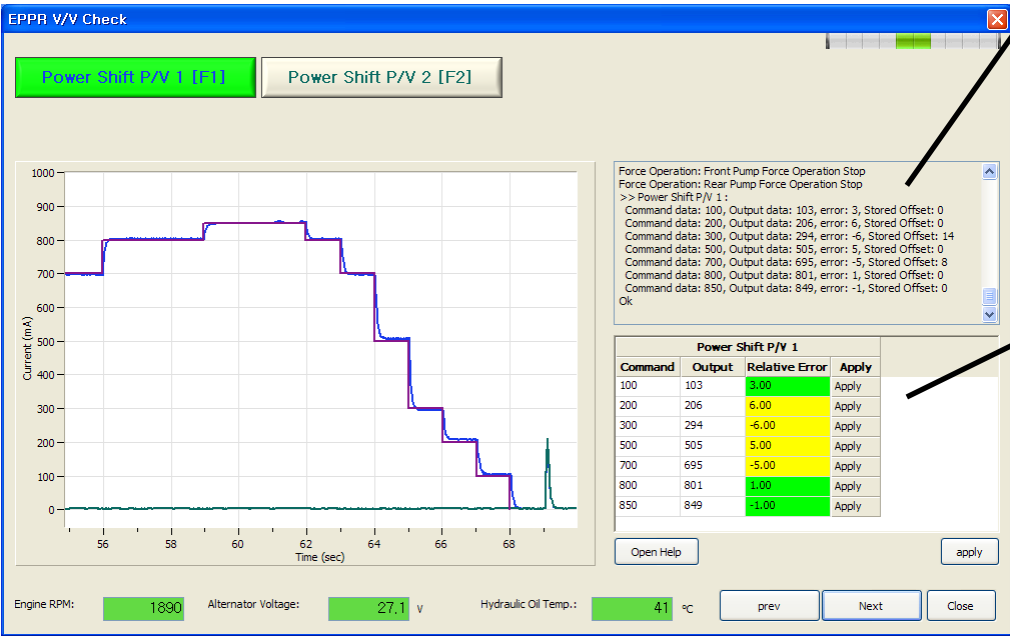 EPPR V/V Check
Power Shift P/V 1 [F1]
Power Shift P/V 2 [F2]
1000
900
800
700
600
500
400
300
200
100
0
Current (mA)
56 58 60 62 64 66 68
Time (sec)
Force Operation: Front Pump Force Operation Stop
Force Operation: Rear Pump Force Operation Stop
>> Power Shift P/V 1 :
Command data: 100, Output data: 103, error: 3, Stored Offset: 0
Command data: 200, Output data: 206, error: 6, Stored Offset: 0
Command data: 300, Output data: 294, error: -6, Stored Offset: 14
Command data: 500, Output data: 505, error: 5, Stored Offset: 0
Command data: 700, Output data: 695, error: -5, Stored Offset: 8
Command data: 800, Output data: 801, error: 1, Stored Offset: 0
Command data: 850, Output data: 849, error: -1, Stored Offset: 0
Ok
Power Shift P/V 1
Command Output Relative Error Apply
100 103 3.00 Apply
200 206 6.00 Apply
300 294 -6.00 Apply
500 505 5.00 Apply
700 695 -5.00 Apply
800 801 1.00 Apply
850 849 -1.00 Apply
Open Help
apply
Engine RPM: 1890 Alternator Voltage: 27,1 V Hydraulic Oil Temp.: 41 ℃
prev
Next
Close